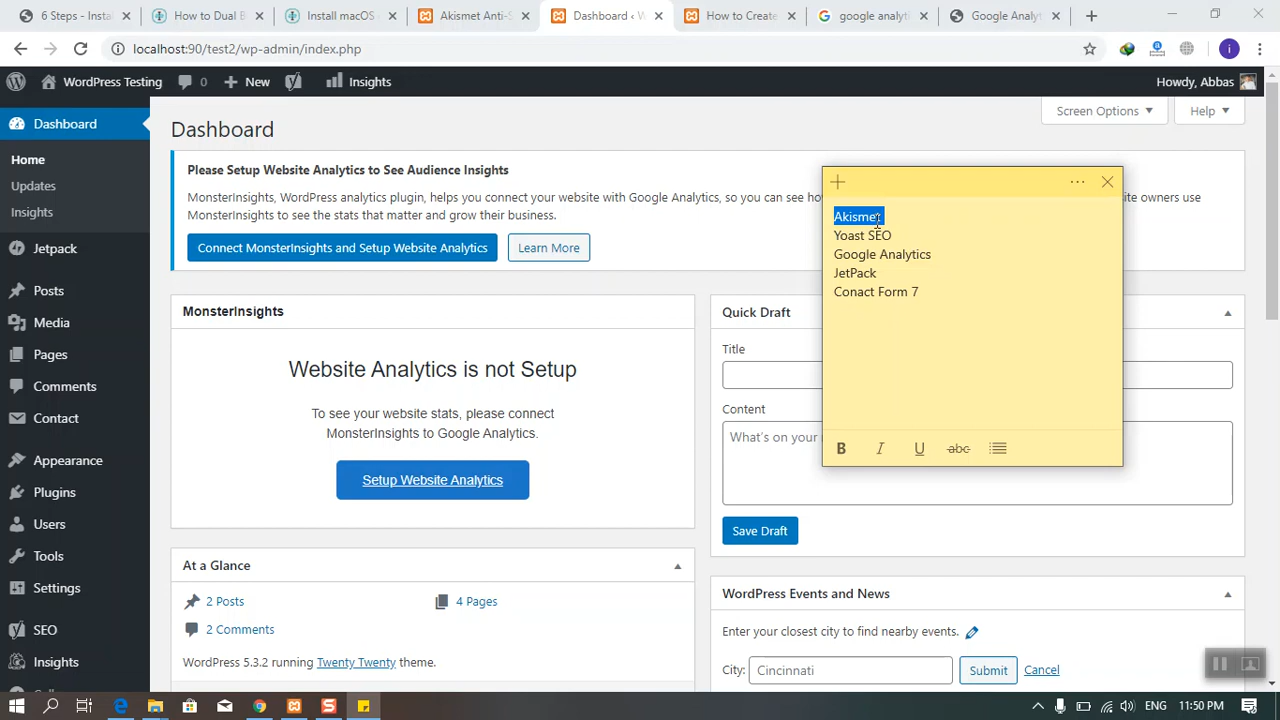 6 Steps - Instal
How to Dual B
Install macOS
Akismet Anti-S
Dashboard ‹ W
How to Create
google analyti
Google Analyt
localhost:90/test2/wp-admin/index.php
i
WordPress Testing
0
New
Insights
Howdy, Abbas
Dashboard
Home
Updates
Insights
Jetpack
Posts
Media
Pages
Comments
Contact
Appearance
Plugins
Users
Tools
Settings
SEO
Insights
Dashboard
Screen Options
Help
Please Setup Website Analytics to See Audience Insights
MonsterInsights, WordPress analytics plugin, helps you connect your website with Google Analytics, so you can see how
site owners use
MonsterInsights to see the stats that matter and grow their business.
Connect MonsterInsights and Setup Website Analytics
Learn More
MonsterInsights
Website Analytics is not Setup
To see your website stats, please connect
MonsterInsights to Google Analytics.
Setup Website Analytics
At a Glance
2 Posts
4 Pages
2 Comments
WordPress 5.3.2 running Twenty Twenty theme.
Quick Draft
Title
Content
What's on your
Save Draft
Akismet
Yoast SEO
Google Analytics
JetPack
Conact Form 7
B I U abc
WordPress Events and News
Enter your closest city to find nearby events.
City:
Cincinnati
Submit
Cancel
ENG
11:50 PM